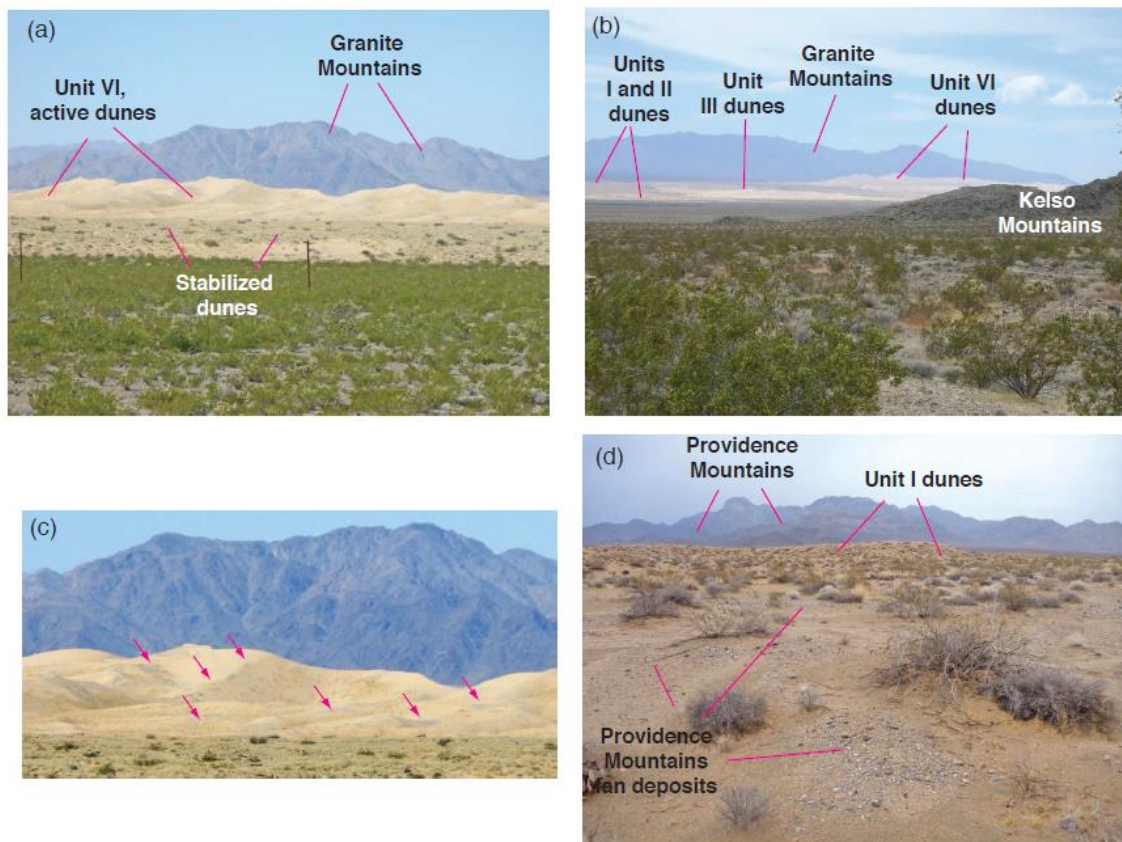 (a)
Granite
Mountains
Unit VI,
active dunes
Stabilized
dunes
(b)
Units
I and II
dunes
Unit
III dunes
Granite
Mountains
Unit VI
dunes
Kelso
Mountains
(c)
(d)
Providence
Mountains
Unit I dunes
Providence
Mountains
fan deposits